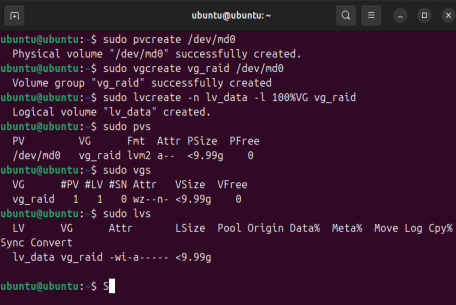 ubuntu@ubuntu: ~
ubuntu@ubuntu:~$ sudo pvcreate /dev/md0
  Physical volume "/dev/md0" successfully created.
ubuntu@ubuntu:~$ sudo vgcreate vg_raid /dev/md0
  Volume group "vg_raid" successfully created
ubuntu@ubuntu:~$ sudo lvcreate -n lv_data -l 100%VG vg_raid
  Logical volume "lv_data" created.
ubuntu@ubuntu:~$ sudo pvs
  PV         VG      Fmt  Attr PSize  PFree
  /dev/md0   vg_raid lvm2 a--  <9.99g    0
ubuntu@ubuntu:~$ sudo vgs
  VG      #PV #LV #SN Attr   VSize  VFree
  vg_raid   1   1   0 wz--n- <9.99g    0
ubuntu@ubuntu:~$ sudo lvs
  LV      VG      Attr       LSize  Pool Origin Data%  Meta%  Move Log Cpy%
Sync Convert
  lv_data vg_raid -wi-a----- <9.99g
ubuntu@ubuntu:~$ S